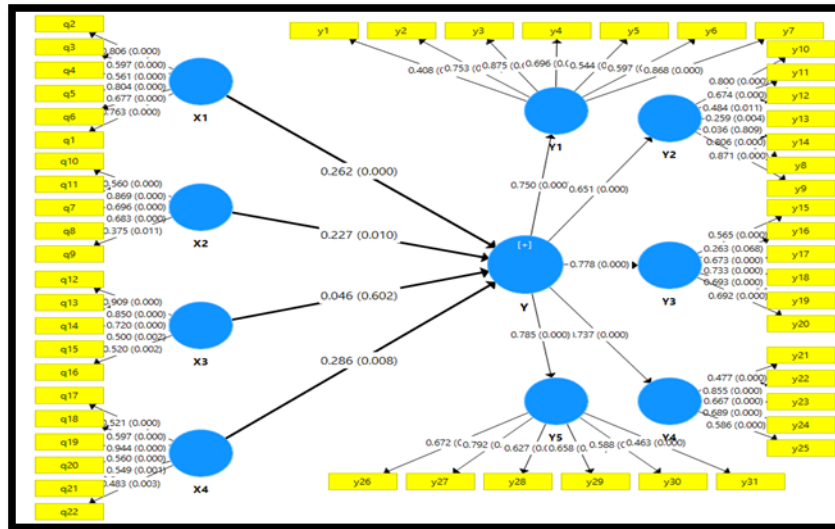 q2
q3
q4
q5
q6
q1
0.806 (0.000)
0.597 (0.000)
0.561 (0.000)
0.804 (0.000)
0.677 (0.000)
0.763 (0.000)
X1
q10
q11
q7
q8
q9
0.560 (0.000)
0.869 (0.000)
0.696 (0.000)
0.683 (0.000)
0.375 (0.011)
X2
q12
q13
q14
q15
q16
0.909 (0.000)
0.850 (0.000)
0.720 (0.000)
0.500 (0.002)
0.520 (0.002)
X3
q17
q18
q19
q20
q21
q22
0.521 (0.000)
0.597 (0.000)
0.944 (0.000)
0.560 (0.000)
0.549 (0.001)
0.483 (0.003)
X4
0.262 (0.000)
0.227 (0.010)
0.046 (0.602)
0.286 (0.008)
[+]
Y
y1 y2 y3 y4 y5 y6 y7
0.408 (0. 0.753 (0. 0.875 (0. 0.696 (0. 0.544 (0. 0.597 (0. 0.868 (0.000)
Y1
0.750 (0.000)
0.651 (0.000)
0.778 (0.000)
0.737 (0.000)
0.785 (0.000)
y10
y11
y12
y13
y14
y8
y9
0.800 (0.000)
0.674 (0.000)
0.484 (0.011)
0.259 (0.004)
0.036 (0.809)
0.806 (0.000)
0.871 (0.000)
Y2
y15
y16
y17
y18
y19
y20
0.565 (0.000)
0.263 (0.068)
0.673 (0.000)
0.733 (0.000)
0.693 (0.000)
0.692 (0.000)
Y3
y21
y22
y23
y24
y25
0.477 (0.000)
0.855 (0.000)
0.667 (0.000)
0.689 (0.000)
0.586 (0.000)
Y4
Y5
0.672 (0. 0.792 (0. 0.627 (0. 0.658 (0. 0.588 (0. 0.463 (0.000)
y26 y27 y28 y29 y30 y31